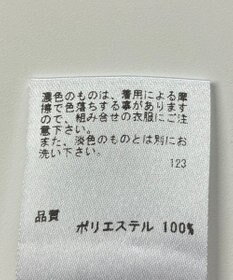 濃色のものは、着用による摩
擦で色落ちする事があります
ので、組み合せの衣服にご注
意下さい。
また、淡色のものとは別にお
洗い下さい。
123
品質
ポリエステル 100%